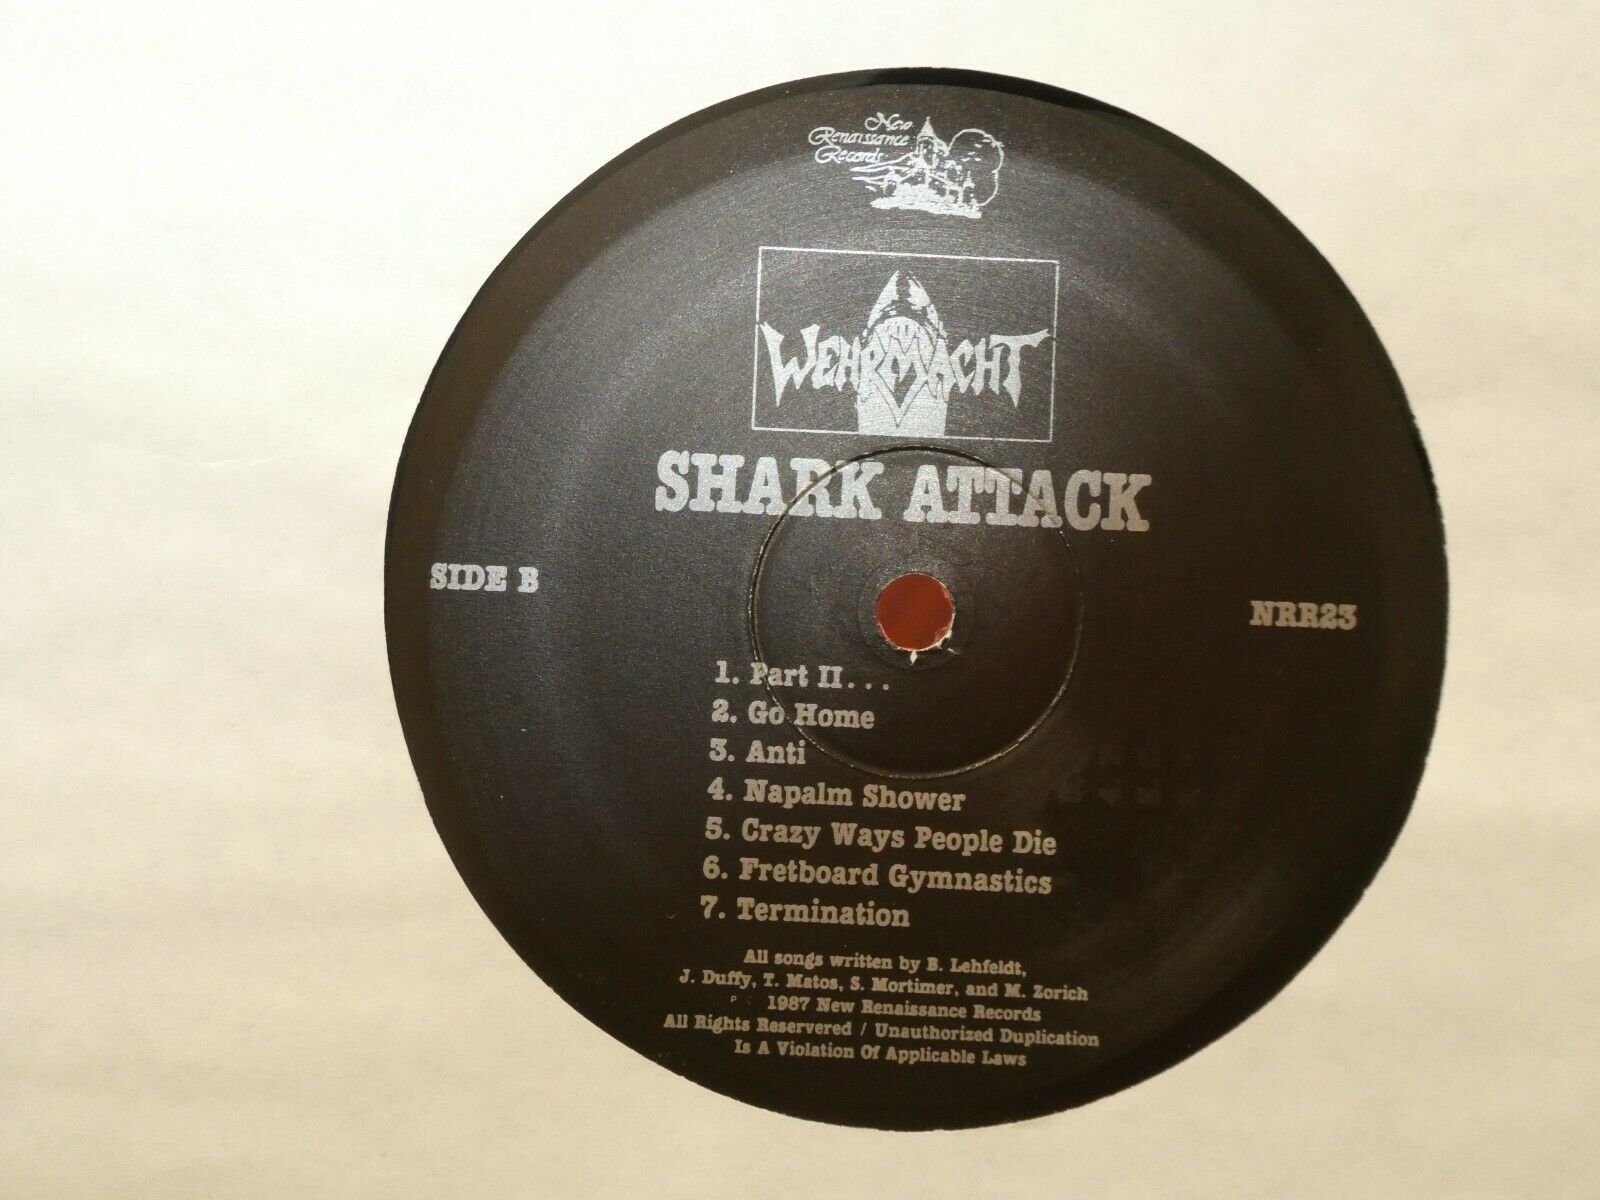 New
Renaissance
Records
WEHRMACHT
SHARK ATTACK
SIDE B
NRR23
1. Part II...
2. Go Home
3. Anti
4. Napalm Shower
5. Crazy Ways People Die
6. Fretboard Gymnastics
7. Termination
All songs written by B. Lehfeldt,
J. Duffy, T. Matos, S. Mortimer, and M. Zorich
1987 New Renaissance Records
All Rights Reservered / Unauthorized Duplication
Is A Violation Of Applicable Laws